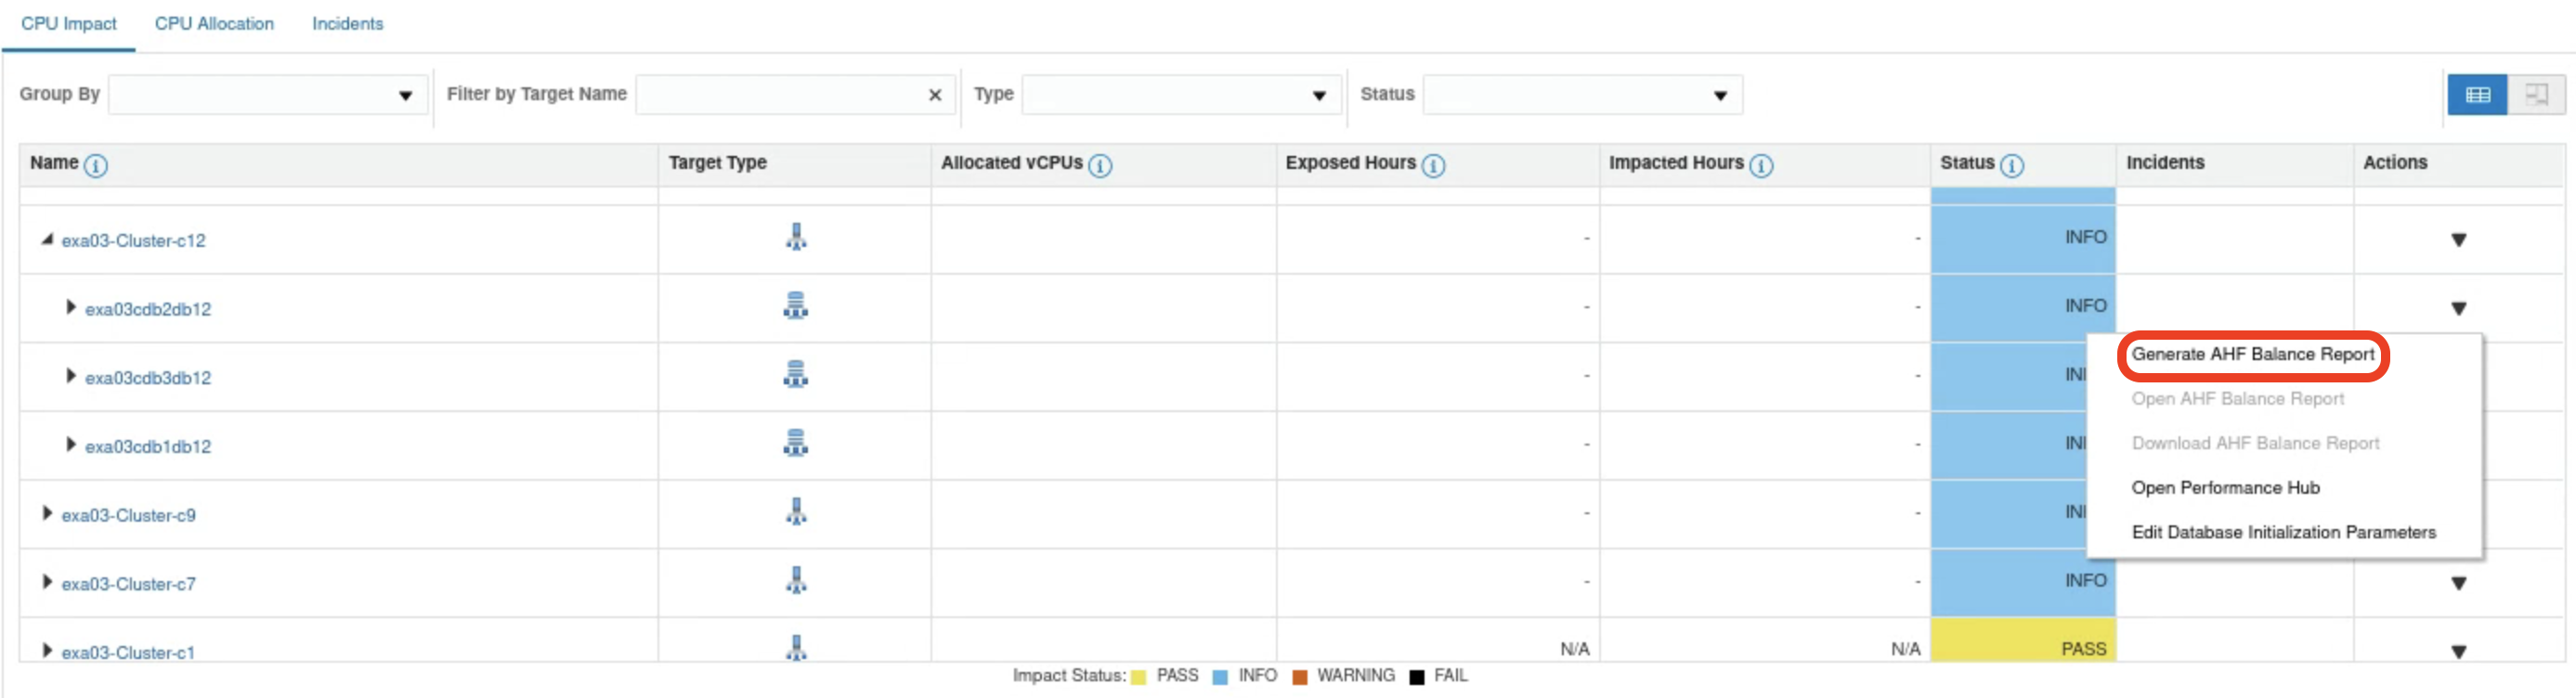 CPU Impact CPU Allocation Incidents
Group By Filter by Target Name × Type Status
Name Target Type Allocated vCPUs Exposed Hours Impacted Hours Status Incidents Actions
exa03-Cluster-c12 - - INFO
exa03cdb2db12 - - INFO
Generate AHF Balance Report
exa03cdb3db12 - -
Open AHF Balance Report
Download AHF Balance Report
exa03cdb1db12 - -
Open Performance Hub
exa03-Cluster-c9 - -
Edit Database Initialization Parameters
exa03-Cluster-c7 - - INFO
exa03-Cluster-c1 N/A N/A PASS
Impact Status: PASS INFO WARNING FAIL